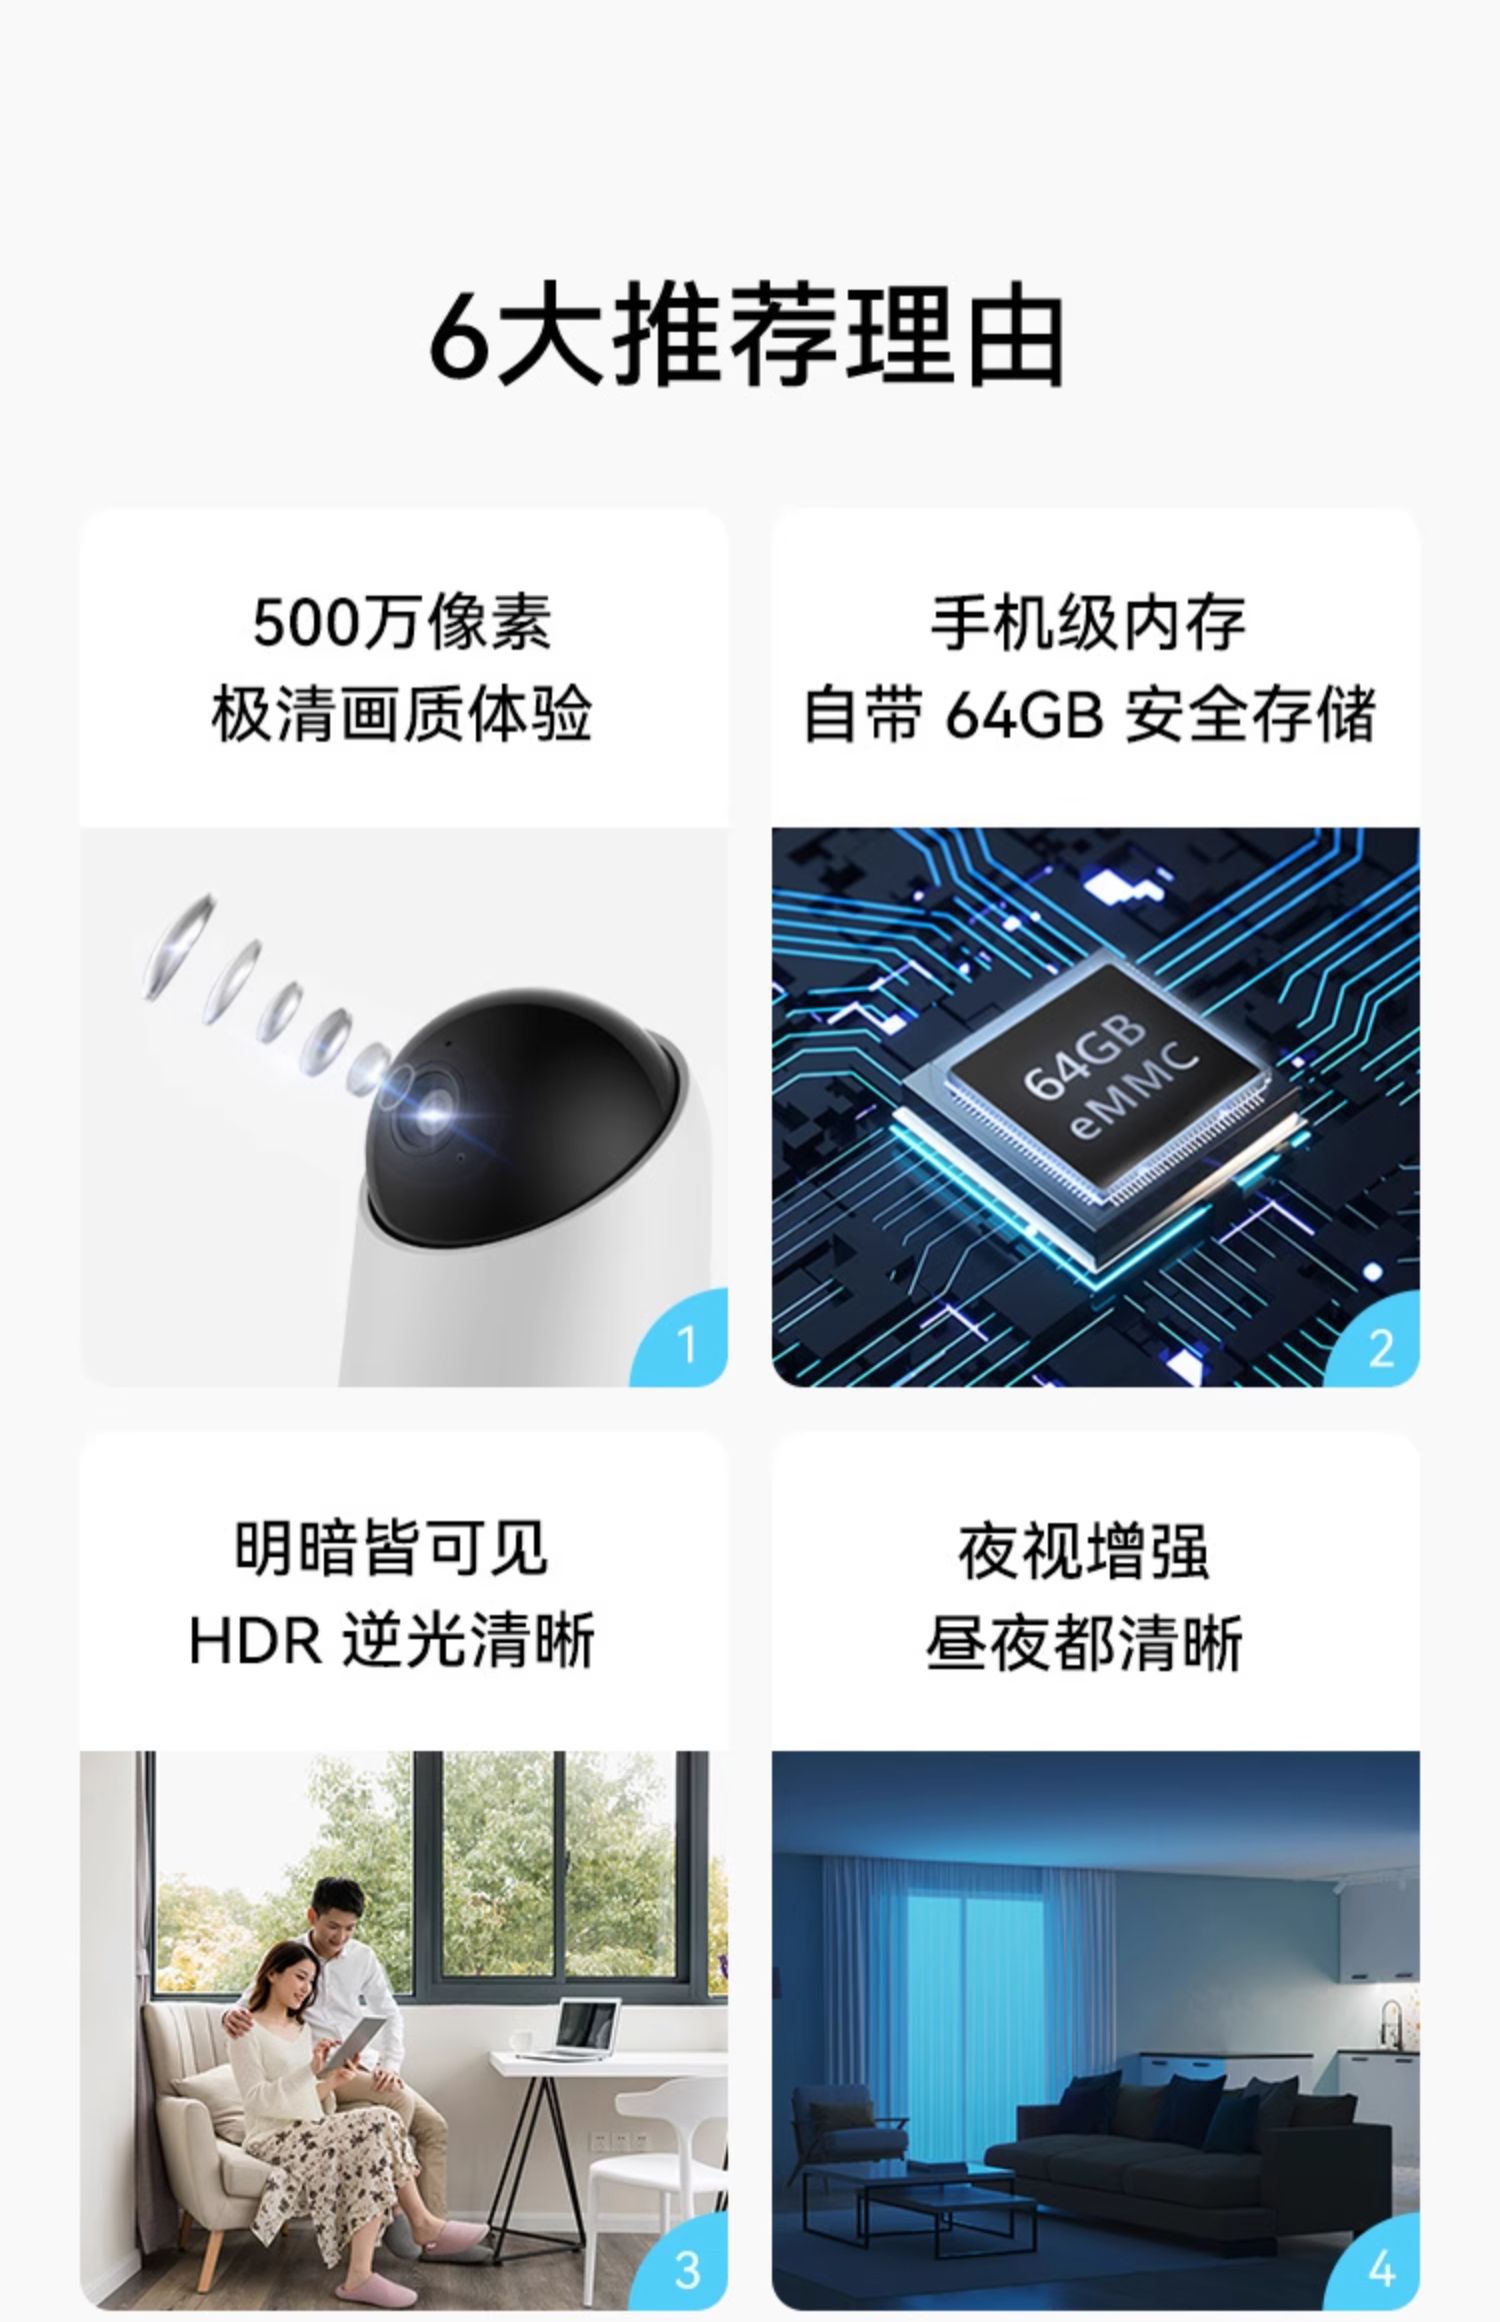 6大推荐理由
500万像素
极清画质体验
手机级内存
自带 64GB 安全存储
64GB
eMMC
1
2
明暗皆可见
HDR 逆光清晰
夜视增强
昼夜都清晰
3
4